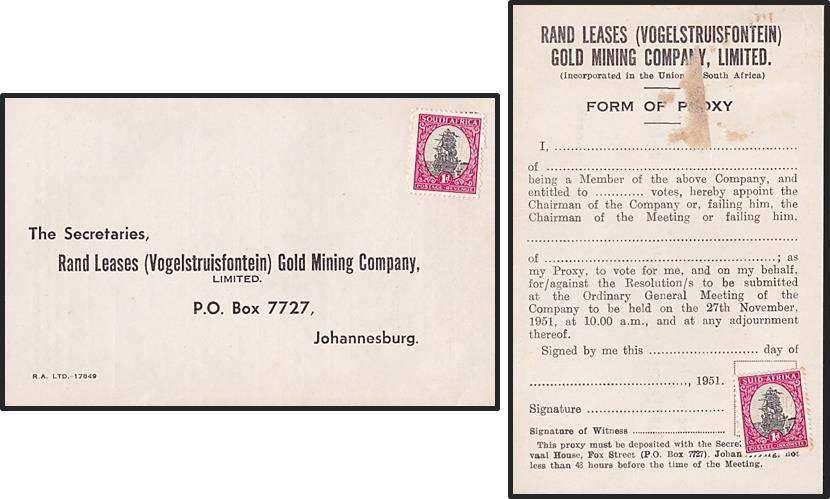 SOUTH AFRICA
1D
POSTAGE REVENUE
The Secretaries,
Rand Leases (Vogelstruisfontein) Gold Mining Company,
LIMITED.
P.O. Box 7727,
Johannesburg.
R.A. LTD.-17849
RAND LEASES (VOGELSTRUISFONTEIN)
GOLD MINING COMPANY, LIMITED.
(Incorporated in the Union South Africa)
FORM OF PROXY
I, ........................................
of ........................................
being a Member of the above Company, and
entitled to ........... votes, hereby appoint the
Chairman of the Company or, failing him, the
Chairman of the Meeting or failing him.
........................................
of ........................................; as
my Proxy, to vote for me, and on my behalf,
for/against the Resolution/s to be submitted
at the Ordinary General Meeting of the
Company to be held on the 27th November,
1951, at 10.00 a.m., and at any adjournment
thereof.
Signed by me this ........................ day of
........................................, 1951.
SUID-AFRIKA
1D
Signature ........................................
Signature of Witness ........................
This proxy must be deposited with the
vaal House, Fox Street (P.O. Box 7727). not
less than 48 hours before the time of the Meeting.